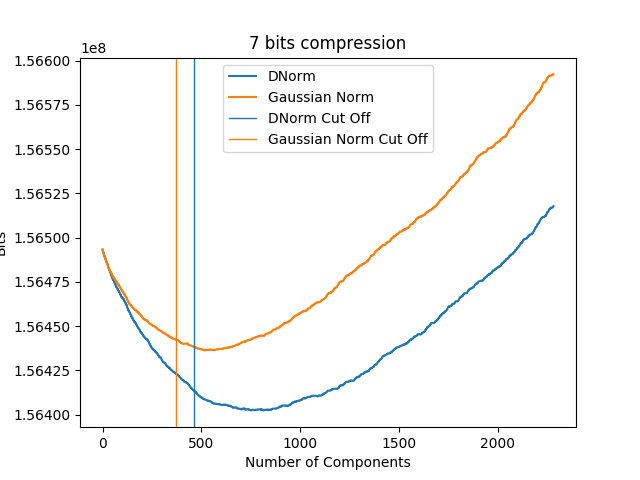 7 bits compression
1e8
DNorm
Gaussian Norm
DNorm Cut Off
Gaussian Norm Cut Off
1.56600
1.56575
1.56550
1.56525
1.56500
1.56475
1.56450
1.56425
1.56400
Bits
0 500 1000 1500 2000
Number of Components